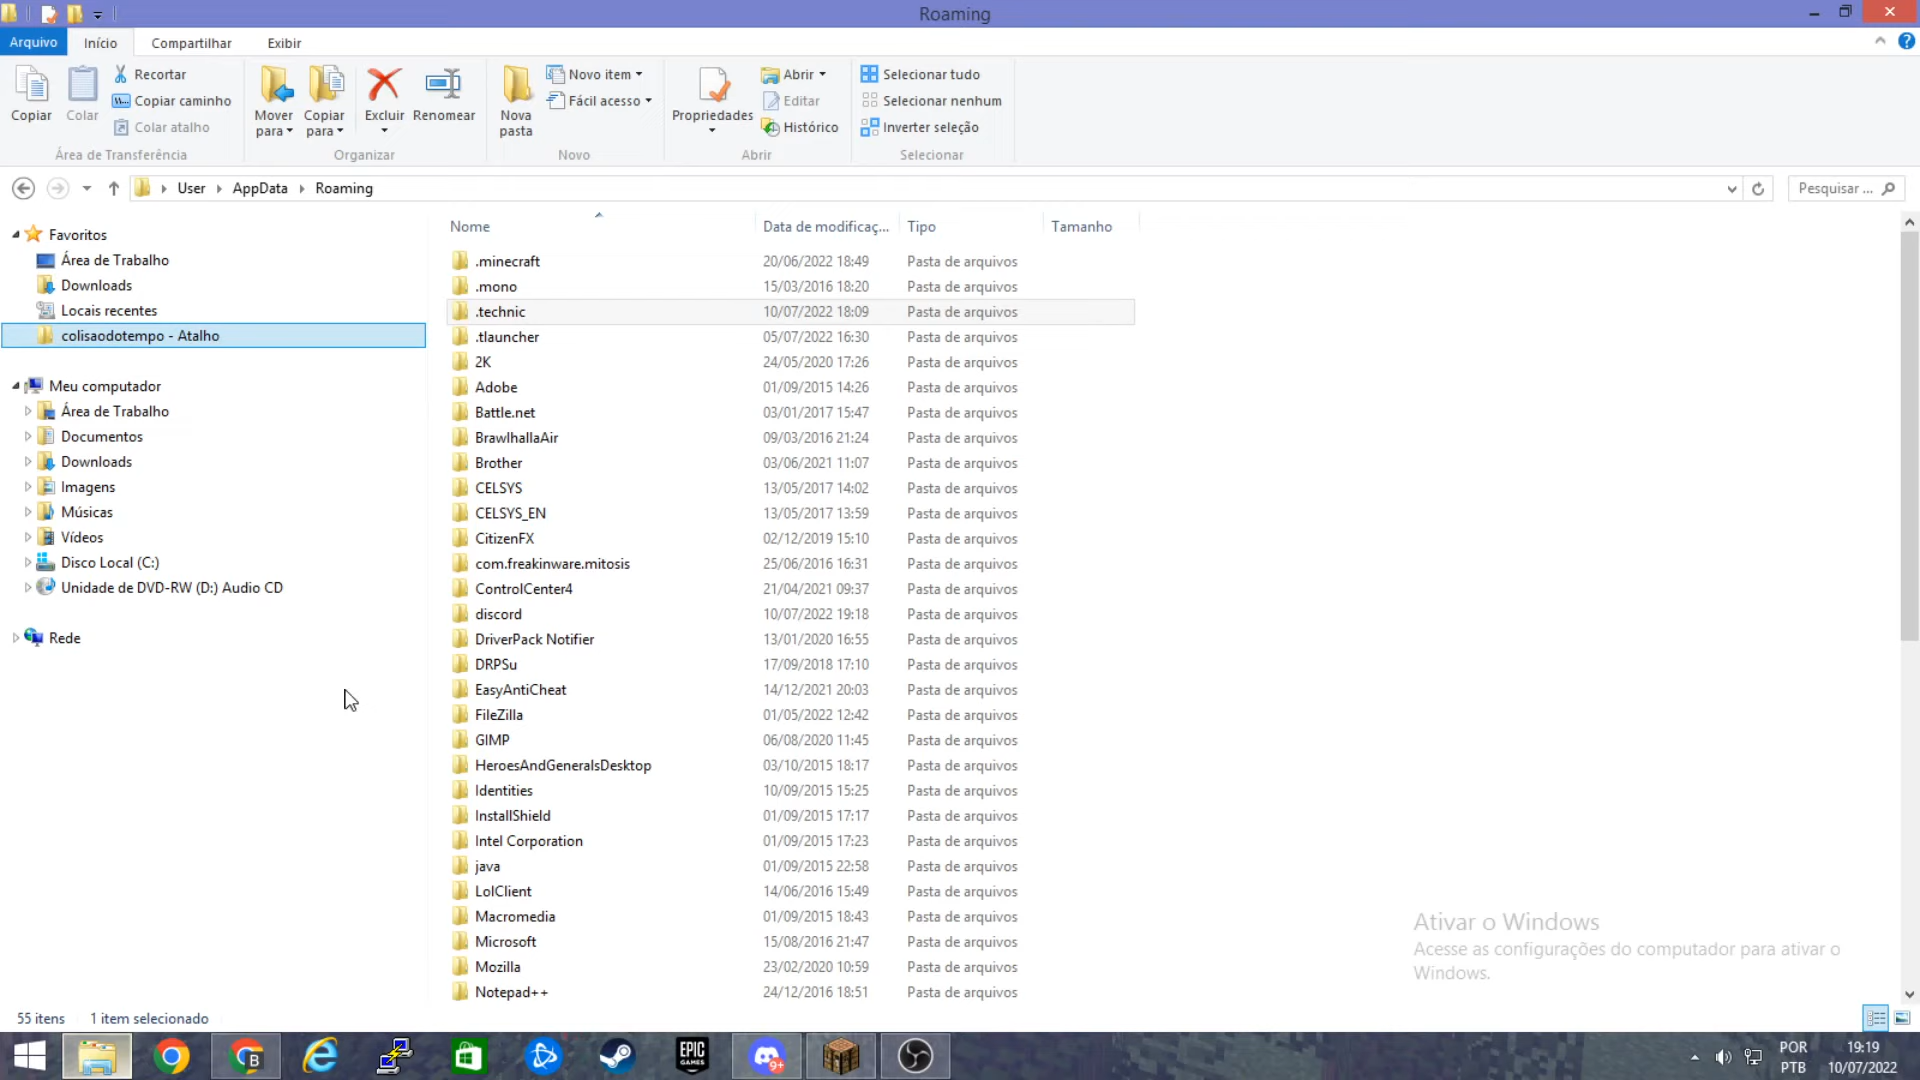 Roaming
Arquivo Início Compartilhar Exibir
Copiar
Colar
Recortar
Copiar caminho
Colar atalho
Área de Transferência
Mover para
Copiar para
Excluir
Renomear
Organizar
Nova pasta
Novo item
Fácil acesso
Novo
Propriedades
Abrir
Editar
Histórico
Abrir
Selecionar tudo
Selecionar nenhum
Inverter seleção
Selecionar
User AppData Roaming
Pesquisar ...
Favoritos
Área de Trabalho
Downloads
Locais recentes
colisaodotempo - Atalho
Meu computador
Área de Trabalho
Documentos
Downloads
Imagens
Músicas
Vídeos
Disco Local (C:)
Unidade de DVD-RW (D:) Audio CD
Rede
Nome Data de modificaç... Tipo Tamanho
.minecraft 20/06/2022 18:49 Pasta de arquivos
.mono 15/03/2016 18:20 Pasta de arquivos
.technic 10/07/2022 18:09 Pasta de arquivos
.tlauncher 05/07/2022 16:30 Pasta de arquivos
2K 24/05/2020 17:26 Pasta de arquivos
Adobe 01/09/2015 14:26 Pasta de arquivos
Battle.net 03/01/2017 15:47 Pasta de arquivos
BrawlhallaAir 09/03/2016 21:24 Pasta de arquivos
Brother 03/06/2021 11:07 Pasta de arquivos
CELSYS 13/05/2017 14:02 Pasta de arquivos
CELSYS_EN 13/05/2017 13:59 Pasta de arquivos
CitizenFX 02/12/2019 15:10 Pasta de arquivos
com.freakinware.mitosis 25/06/2016 16:31 Pasta de arquivos
ControlCenter4 21/04/2021 09:37 Pasta de arquivos
discord 10/07/2022 19:18 Pasta de arquivos
DriverPack Notifier 13/01/2020 16:55 Pasta de arquivos
DRPSu 17/09/2018 17:10 Pasta de arquivos
EasyAntiCheat 14/12/2021 20:03 Pasta de arquivos
FileZilla 01/05/2022 12:42 Pasta de arquivos
GIMP 06/08/2020 11:45 Pasta de arquivos
HeroesAndGeneralsDesktop 03/10/2015 18:17 Pasta de arquivos
Identities 10/09/2015 15:25 Pasta de arquivos
InstallShield 01/09/2015 17:17 Pasta de arquivos
Intel Corporation 01/09/2015 17:23 Pasta de arquivos
java 01/09/2015 22:58 Pasta de arquivos
LolClient 14/06/2016 15:49 Pasta de arquivos
Macromedia 01/09/2015 18:43 Pasta de arquivos
Microsoft 15/08/2016 21:47 Pasta de arquivos
Mozilla 23/02/2020 10:59 Pasta de arquivos
Notepad++ 24/12/2016 18:51 Pasta de arquivos
Ativar o Windows
Acesse as configurações do computador para ativar o
Windows.
55 itens 1 item selecionado
B
EPIC GAMES
9+
POR
PTB
19:19
10/07/2022